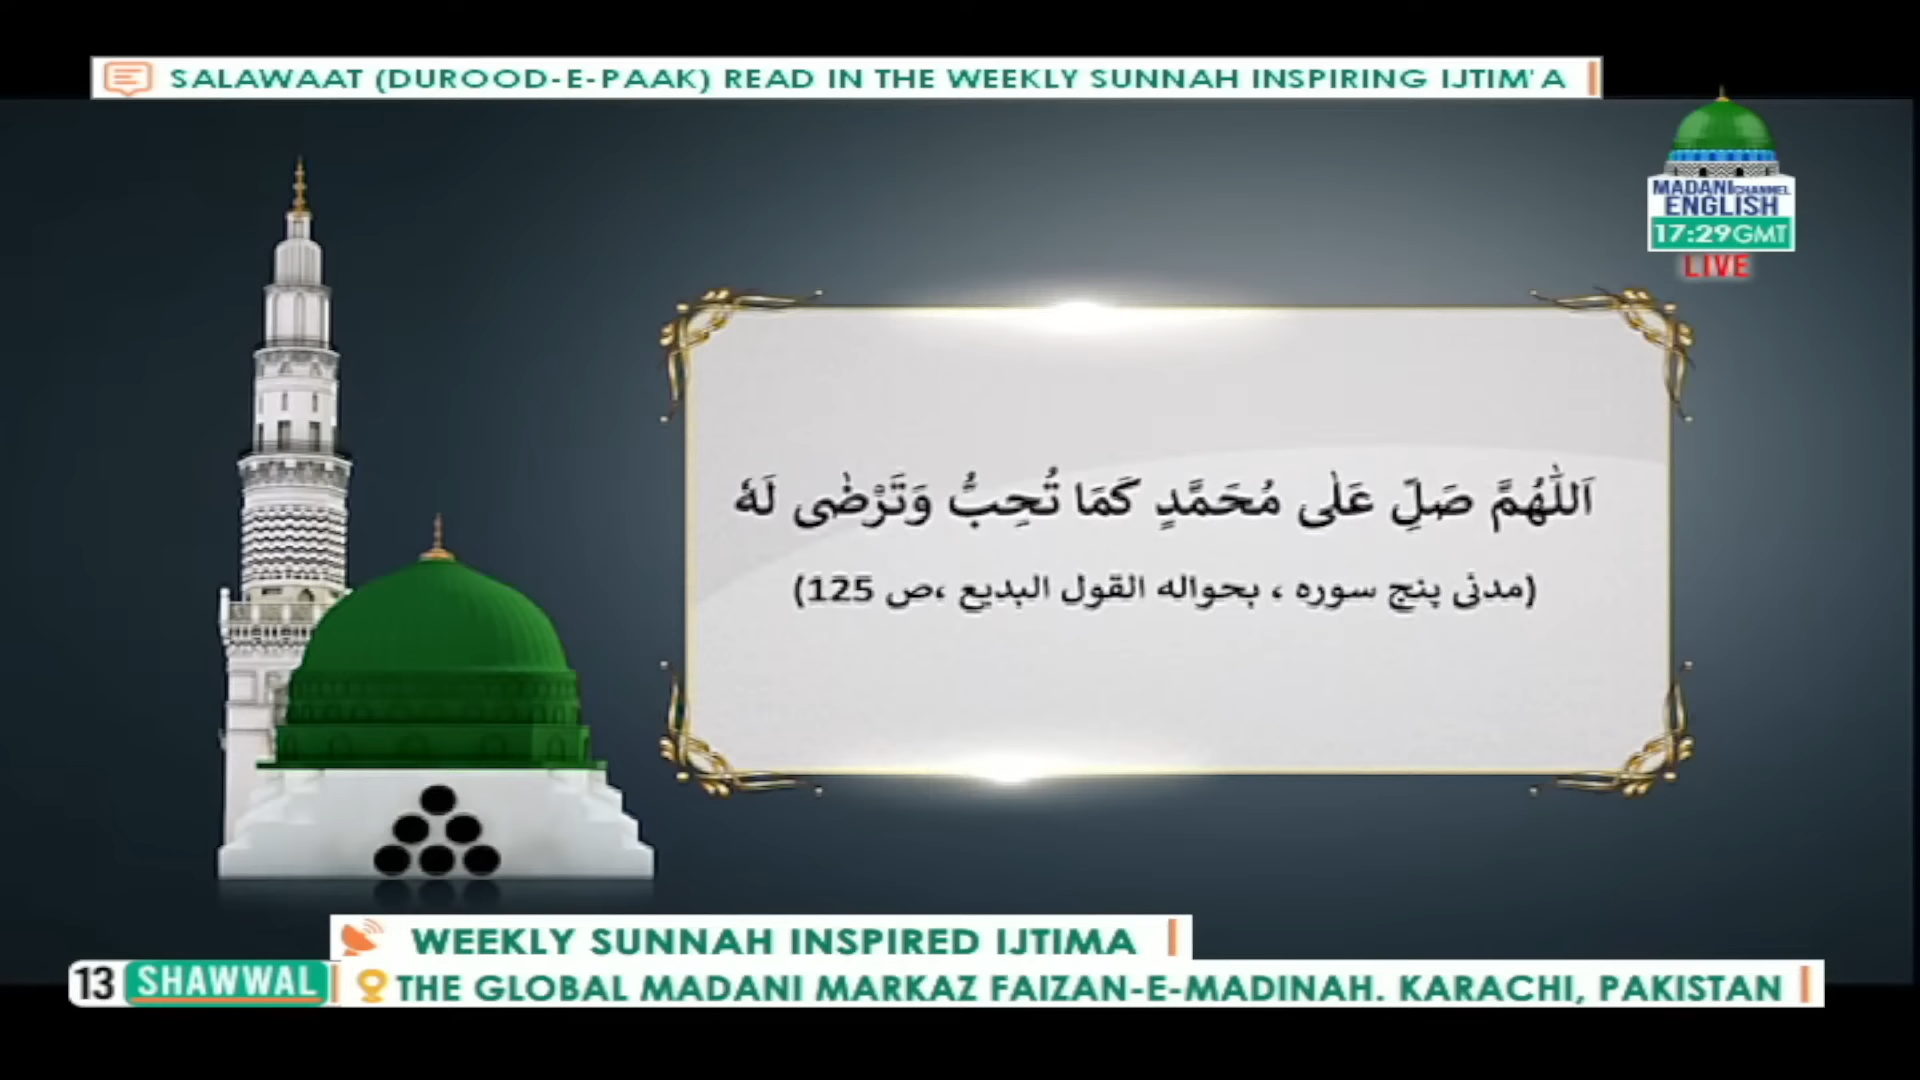 SALAWAAT (DUROOD-E-PAAK) READ IN THE WEEKLY SUNNAH INSPIRING IJTIM'A
MADANI CHANNEL
ENGLISH
17:29GMT
LIVE
اَللّٰھُمَّ صَلِّ عَلٰی مُحَمَّدٍ کَمَا تُحِبُّ وَتَرْضٰی لَهٗ
(مدنی پنج سورہ ، بحوالہ القول البدیع ،ص 125)
WEEKLY SUNNAH INSPIRED IJTIMA
13 SHAWWAL
THE GLOBAL MADANI MARKAZ FAIZAN-E-MADINAH. KARACHI, PAKISTAN